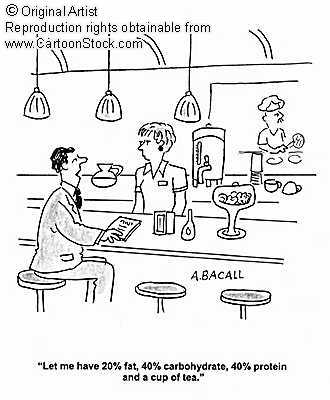 © Original Artist
Reproduction rights obtainable from
www.CartoonStock.com
A.BACALL
"Let me have 20% fat, 40% carbohydrate, 40% protein
and a cup of tea."